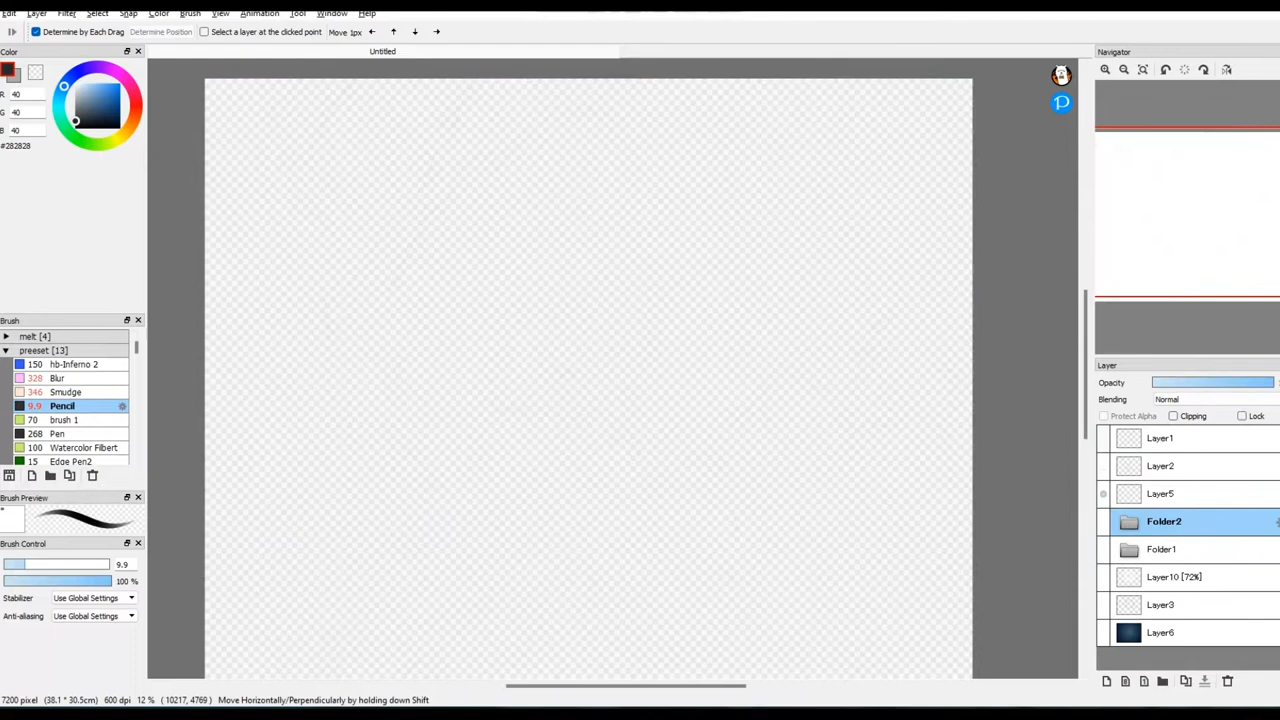 Edit Layer Filter Select Snap Color Brush View Animation Tool Window Help
Determine by Each Drag Determine Position Select a layer at the clicked point Move 1px
Untitled
Color
R 40
G 40
B 40
#282828
Brush
melt [4]
preeset [13]
150 hb-Inferno 2
328 Blur
346 Smudge
9.9 Pencil
70 brush 1
268 Pen
100 Watercolor Filbert
15 Edge Pen2
Brush Preview
Brush Control
9.9
100 %
Stabilizer Use Global Settings
Anti-aliasing Use Global Settings
7200 pixel (38.1 * 30.5cm) 600 dpi 12 % ( 10217, 4769 ) Move Horizontally/Perpendicularly by holding down Shift
Navigator
Layer
Opacity
Blending Normal
Protect Alpha Clipping Lock
Layer1
Layer2
Layer5
Folder2
Folder1
Layer10 [72%]
Layer3
Layer6